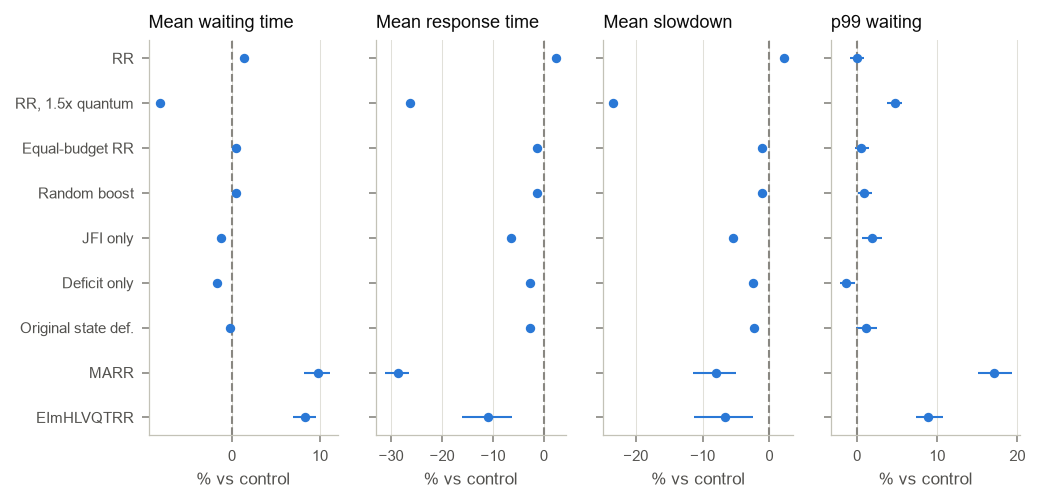 Mean waiting time
Mean response time
Mean slowdown
p99 waiting
RR
RR, 1.5x quantum
Equal-budget RR
Random boost
JFI only
Deficit only
Original state def.
MARR
EImHLVQTRR
0 10
−30 −20 −10 0
−20 −10 0
0 10 20
% vs control
% vs control
% vs control
% vs control